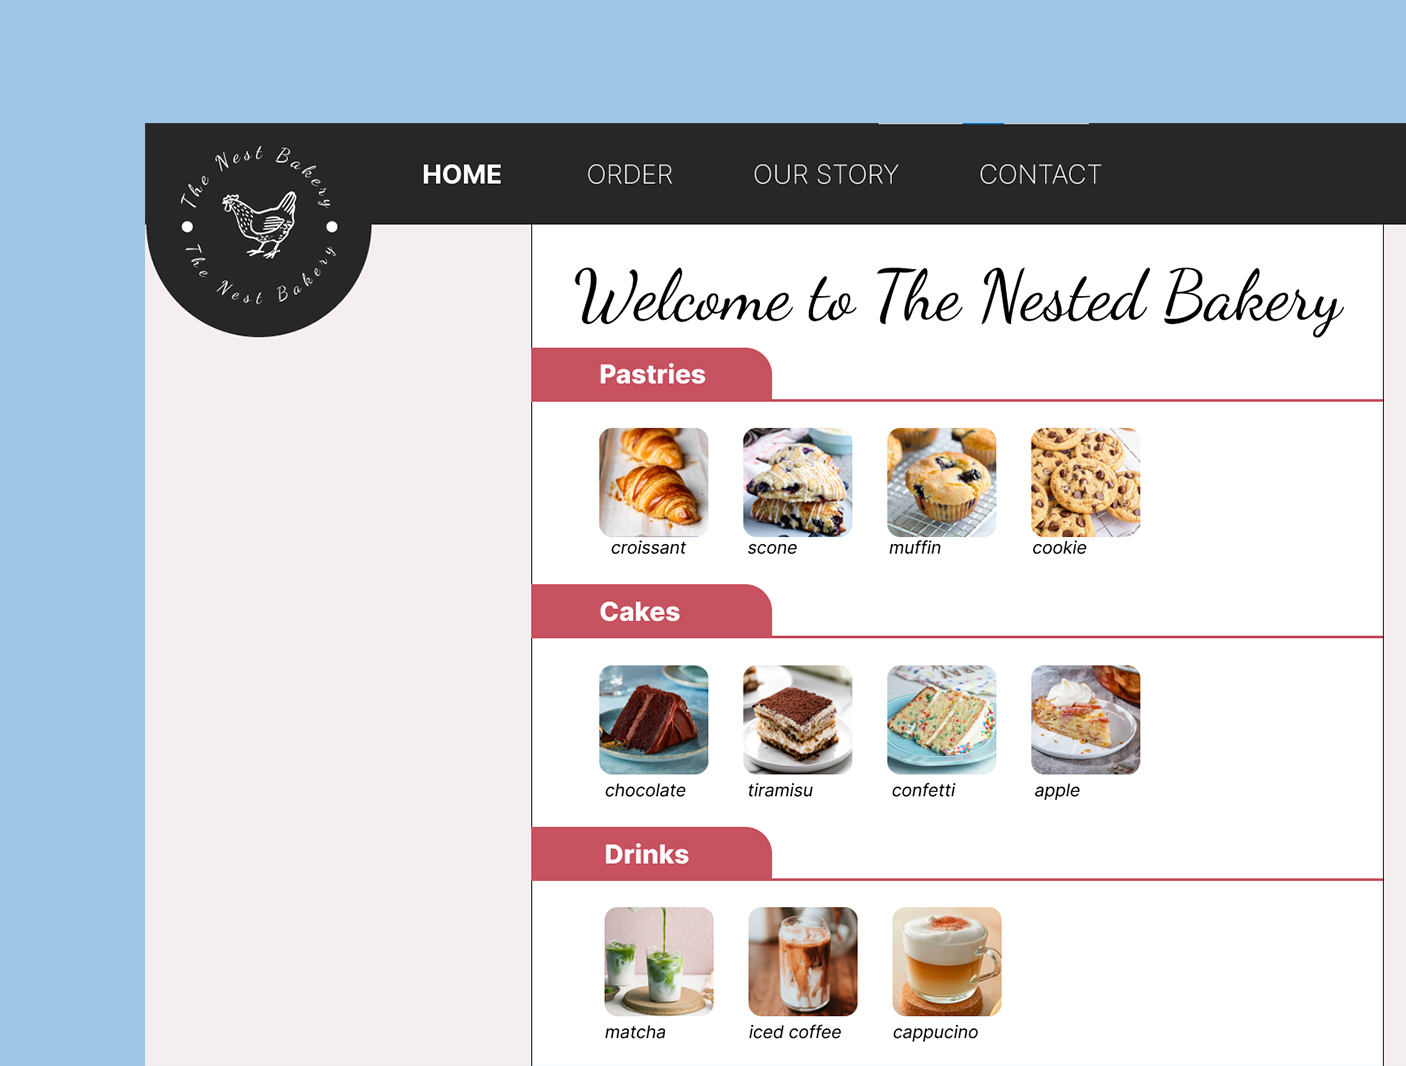 The Nest Bakery
The Nest Bakery
HOME ORDER OUR STORY CONTACT
Welcome to The Nested Bakery
Pastries
croissant scone muffin cookie
Cakes
chocolate tiramisu confetti apple
Drinks
matcha iced coffee cappucino